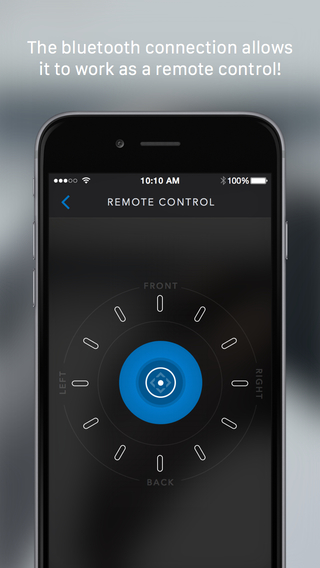 The bluetooth connection allows
it to work as a remote control!
10:10 AM
100%
REMOTE CONTROL
FRONT
LEFT
RIGHT
BACK